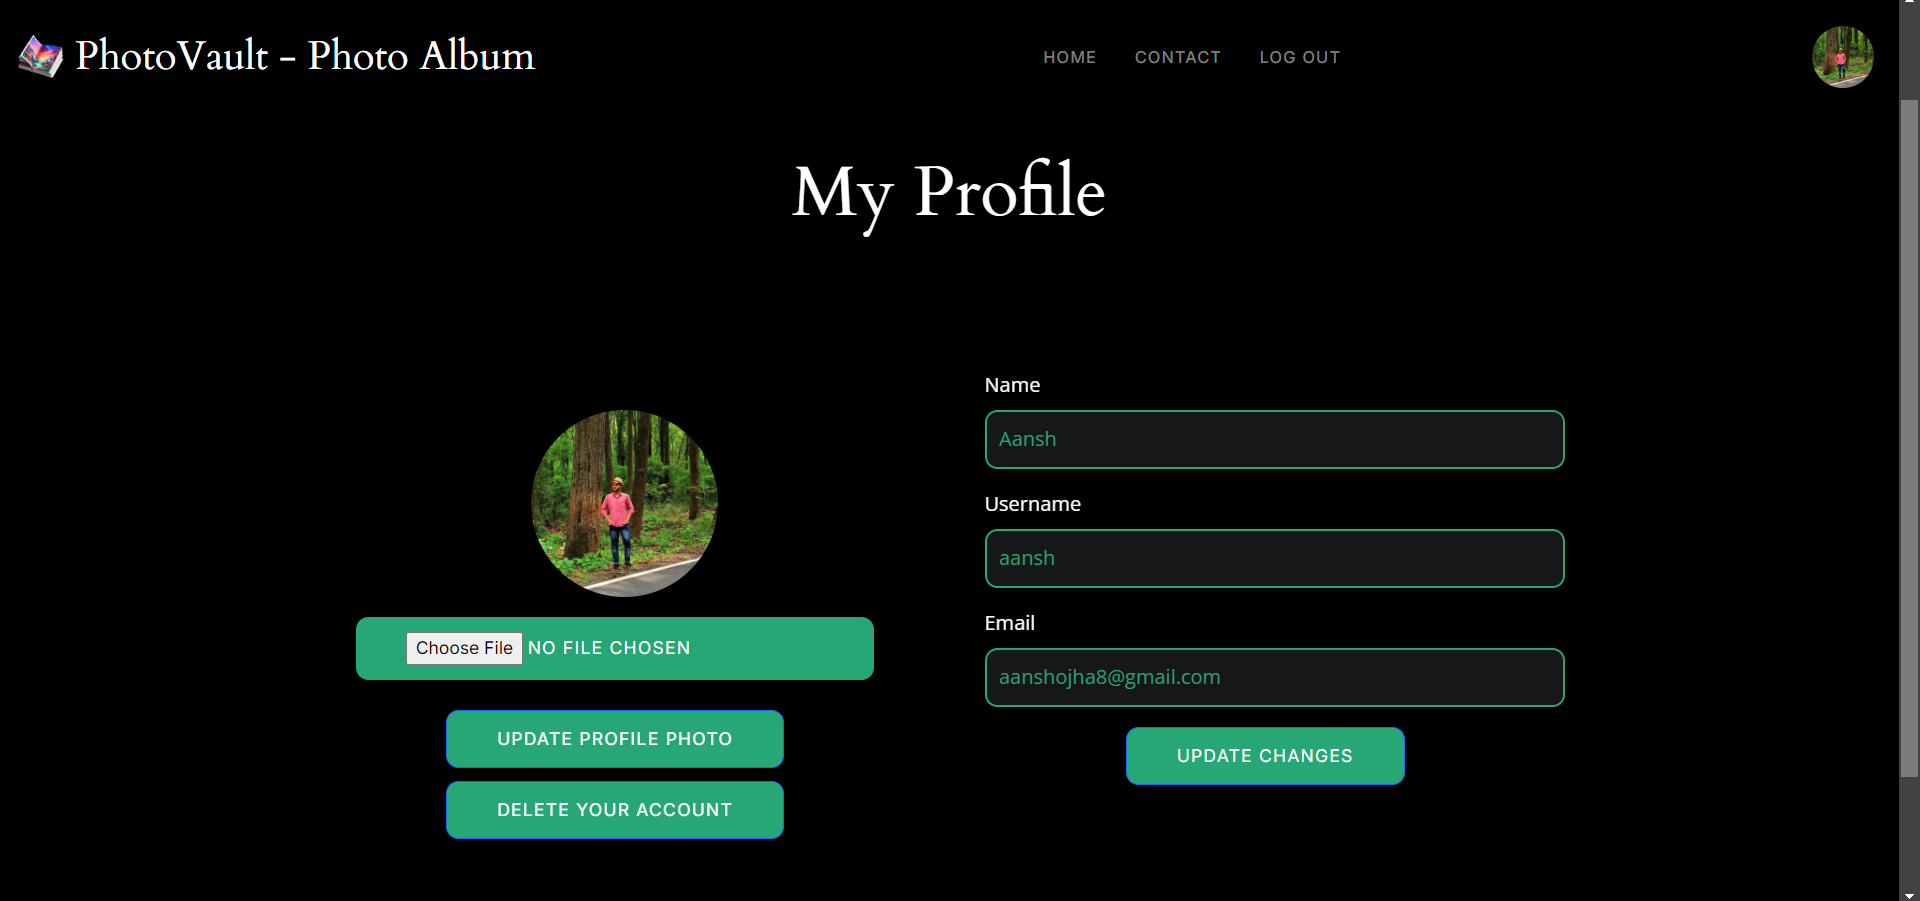 PhotoVault - Photo Album
HOME CONTACT LOG OUT
My Profile
Choose File NO FILE CHOSEN
UPDATE PROFILE PHOTO
DELETE YOUR ACCOUNT
Name
Aansh
Username
aansh
Email
aanshojha8@gmail.com
UPDATE CHANGES